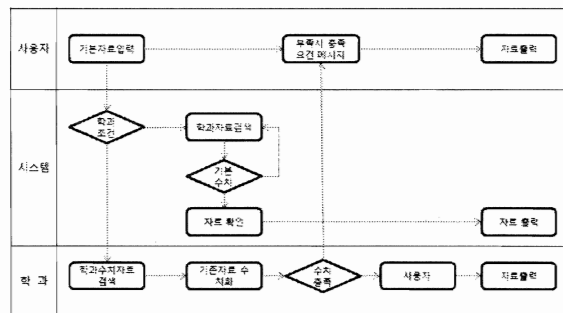 사용자
기본자료입력
부족시 충족
요건 메시지
자료출력
시스템
학과
조건
학과자료검색
기본
수치
자료 확인
자료 출력
학 과
학과수치자료
검색
기존자료 수
치화
수치
충족
사용자
자료출력